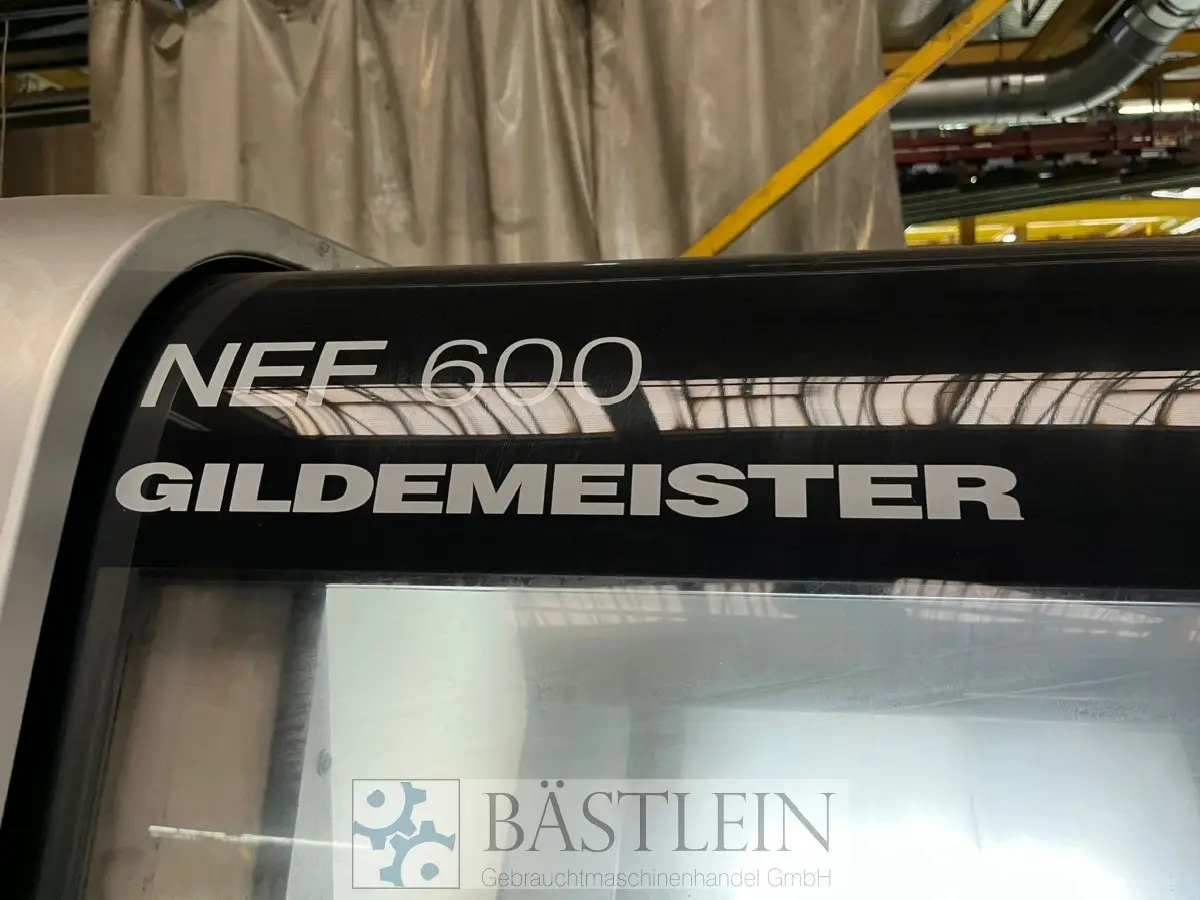 NEF 600
GILDEMEISTER
BÄSTLEIN
Gebrauchtmaschinenhandel GmbH